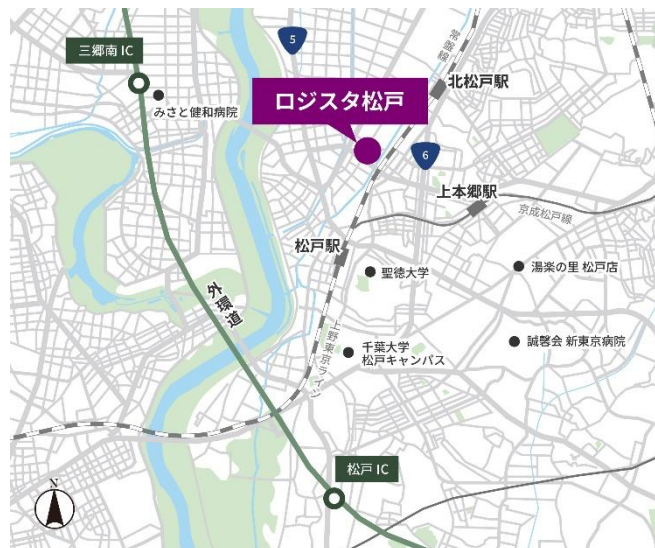 三郷南 IC
5
常盤線
北松戸駅
ロジスタ松戸
みさと健和病院
6
上本郷駅
京成松戸線
松戸駅
聖徳大学
湯楽の里 松戸店
外環道
上野東京ライン
千葉大学
松戸キャンパス
誠馨会 新東京病院
松戸 IC
N